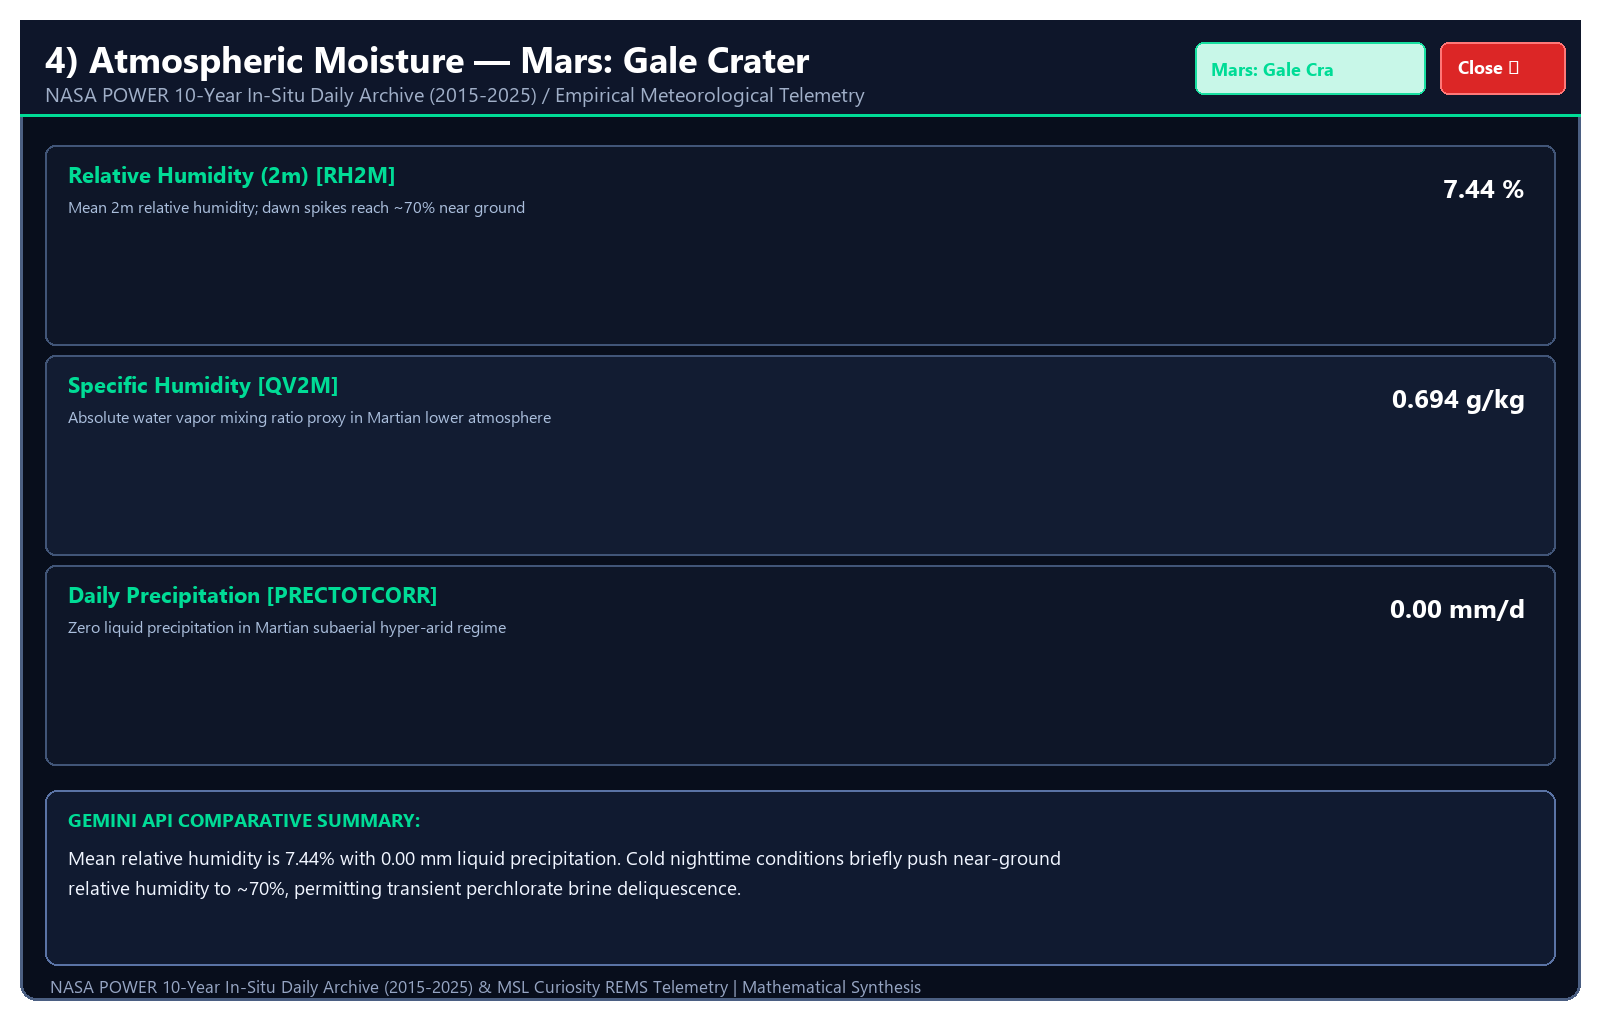 4) Atmospheric Moisture — Mars: Gale Crater
NASA POWER 10-Year In-Situ Daily Archive (2015-2025) / Empirical Meteorological Telemetry
Mars: Gale Cra
Close
Relative Humidity (2m) [RH2M]
7.44 %
Mean 2m relative humidity; dawn spikes reach ~70% near ground
Specific Humidity [QV2M]
0.694 g/kg
Absolute water vapor mixing ratio proxy in Martian lower atmosphere
Daily Precipitation [PRECTOTCORR]
0.00 mm/d
Zero liquid precipitation in Martian subaerial hyper-arid regime
GEMINI API COMPARATIVE SUMMARY:
Mean relative humidity is 7.44% with 0.00 mm liquid precipitation. Cold nighttime conditions briefly push near-ground
relative humidity to ~70%, permitting transient perchlorate brine deliquescence.
NASA POWER 10-Year In-Situ Daily Archive (2015-2025) & MSL Curiosity REMS Telemetry | Mathematical Synthesis